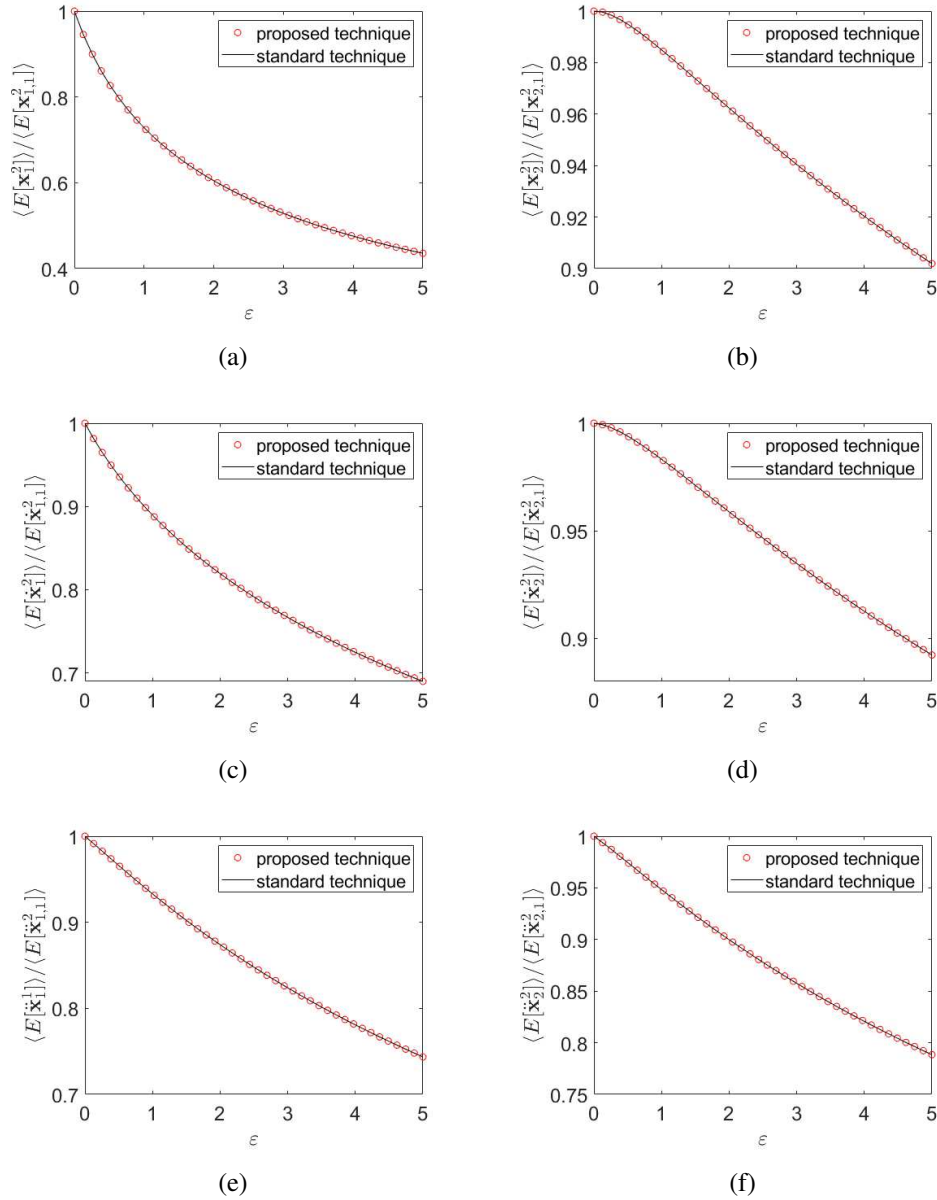 1
0.8
0.6
0.4
0 1 2 3 4 5
ε
⟨E[x₁²]⟩/⟨E[x²₁,₁]⟩
proposed technique
standard technique
(a)
1
0.98
0.96
0.94
0.92
0.9
0 1 2 3 4 5
ε
⟨E[x₂²]⟩/⟨E[x²₂,₁]⟩
proposed technique
standard technique
(b)
1
0.9
0.8
0.7
0 1 2 3 4 5
ε
⟨E[ẋ₁²]⟩/⟨E[ẋ²₁,₁]⟩
proposed technique
standard technique
(c)
1
0.95
0.9
0 1 2 3 4 5
ε
⟨E[ẋ₂²]⟩/⟨E[ẋ²₂,₁]⟩
proposed technique
standard technique
(d)
1
0.9
0.8
0.7
0 1 2 3 4 5
ε
⟨E[ẍ₁¹]⟩/⟨E[ẍ²₁,₁]⟩
proposed technique
standard technique
(e)
1
0.95
0.9
0.85
0.8
0.75
0 1 2 3 4 5
ε
⟨E[ẍ₂²]⟩/⟨E[ẍ²₂,₁]⟩
proposed technique
standard technique
(f)